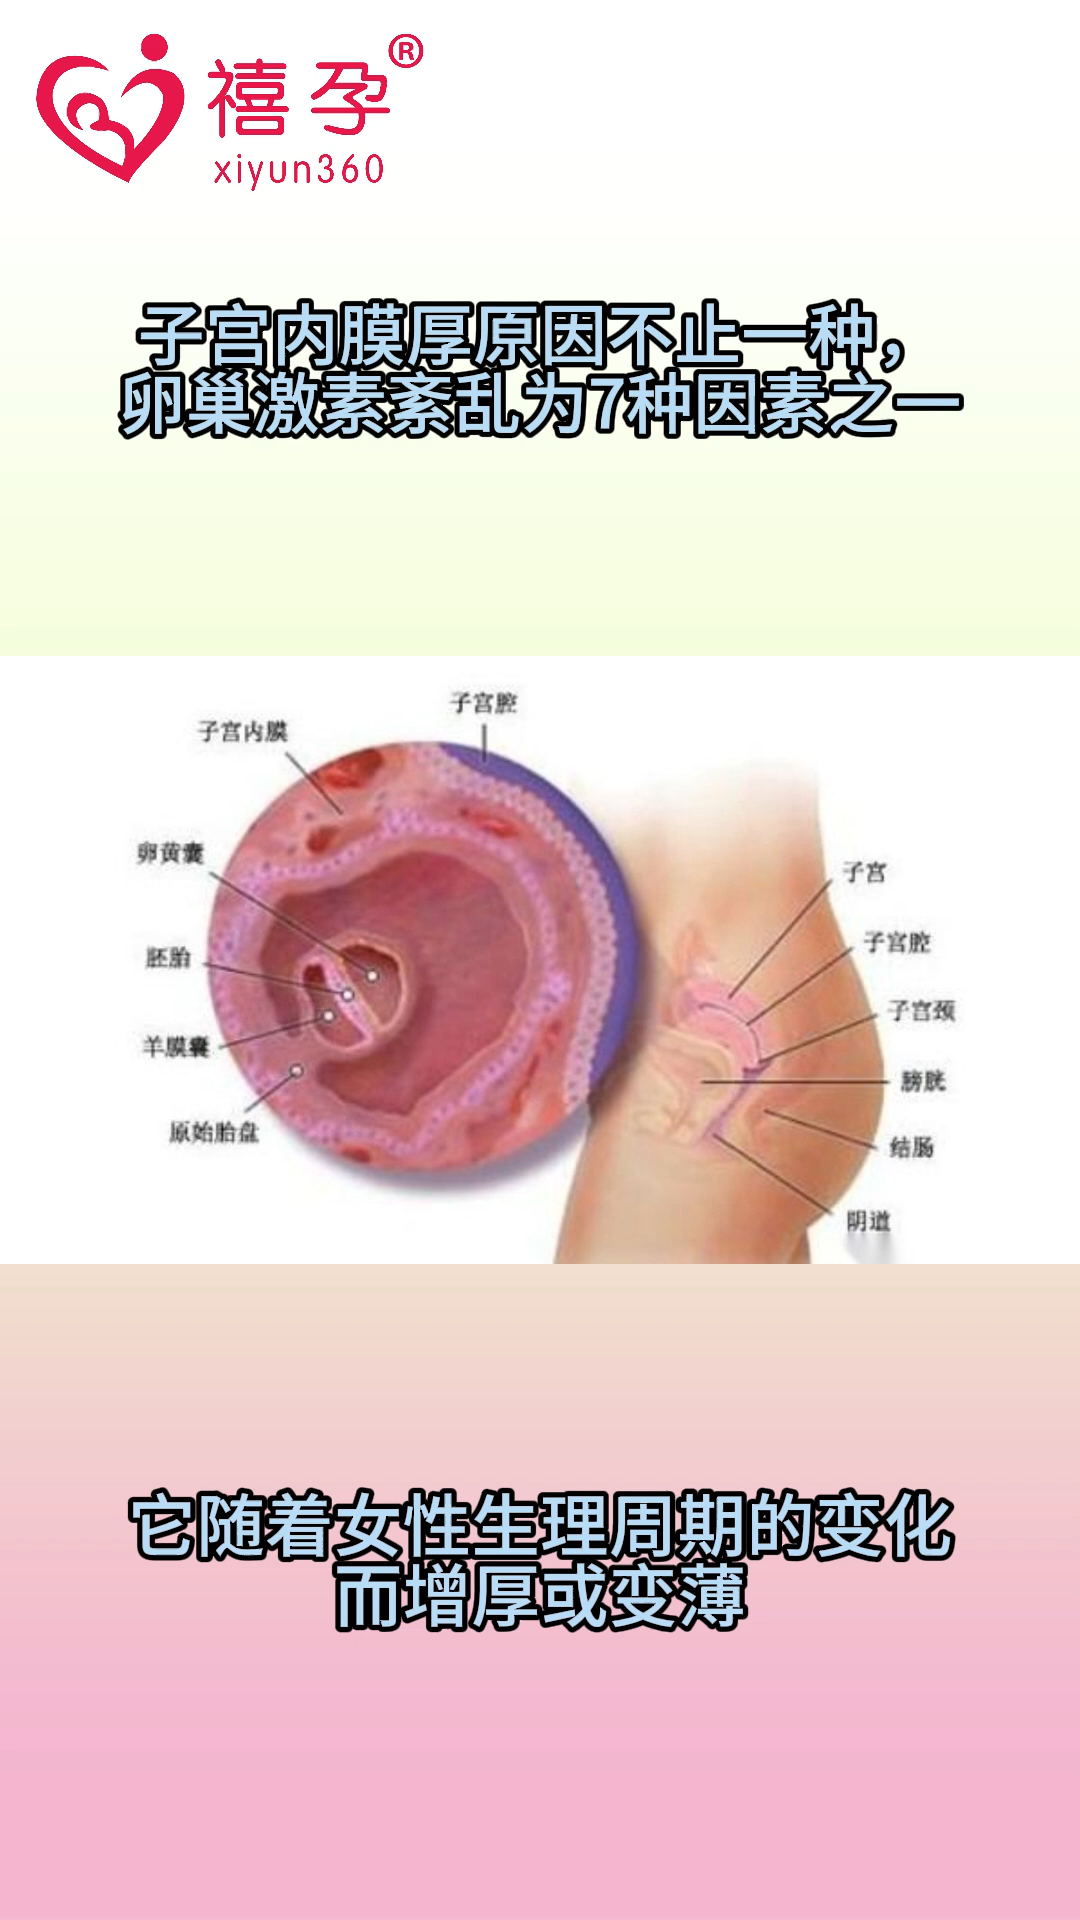 禧孕®
xiyun360
子宫内膜厚原因不止一种，
卵巢激素紊乱为7种因素之一
子宫腔
子宫内膜
卵黄囊
胚胎
羊膜囊
原始胎盘
子宫
子宫腔
子宫颈
膀胱
结肠
阴道
它随着女性生理周期的变化
而增厚或变薄